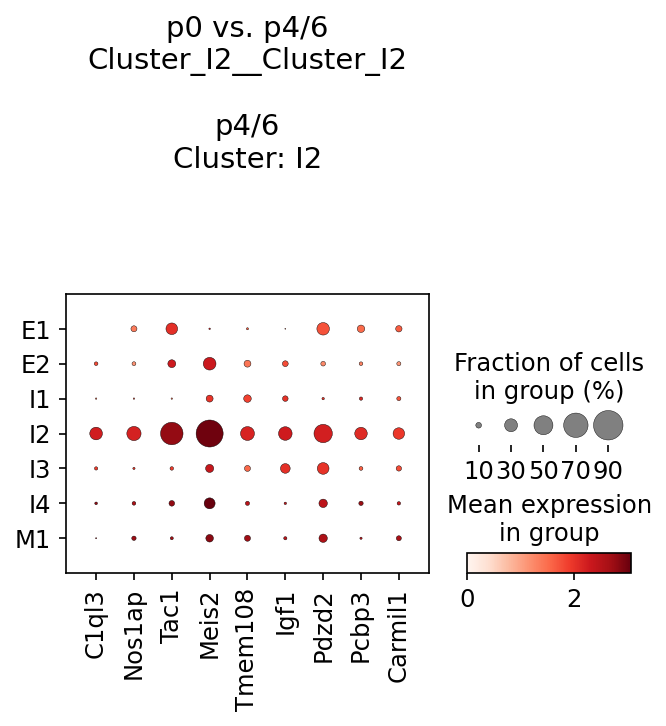 p0 vs. p4/6
Cluster_I2__Cluster_I2
p4/6
Cluster: I2
E1
E2
I1
I2
I3
I4
M1
C1ql3
Nos1ap
Tac1
Meis2
Tmem108
Igf1
Pdzd2
Pcbp3
Carmil1
Fraction of cells
in group (%)
10 30 50 70 90
Mean expression
in group
0 2